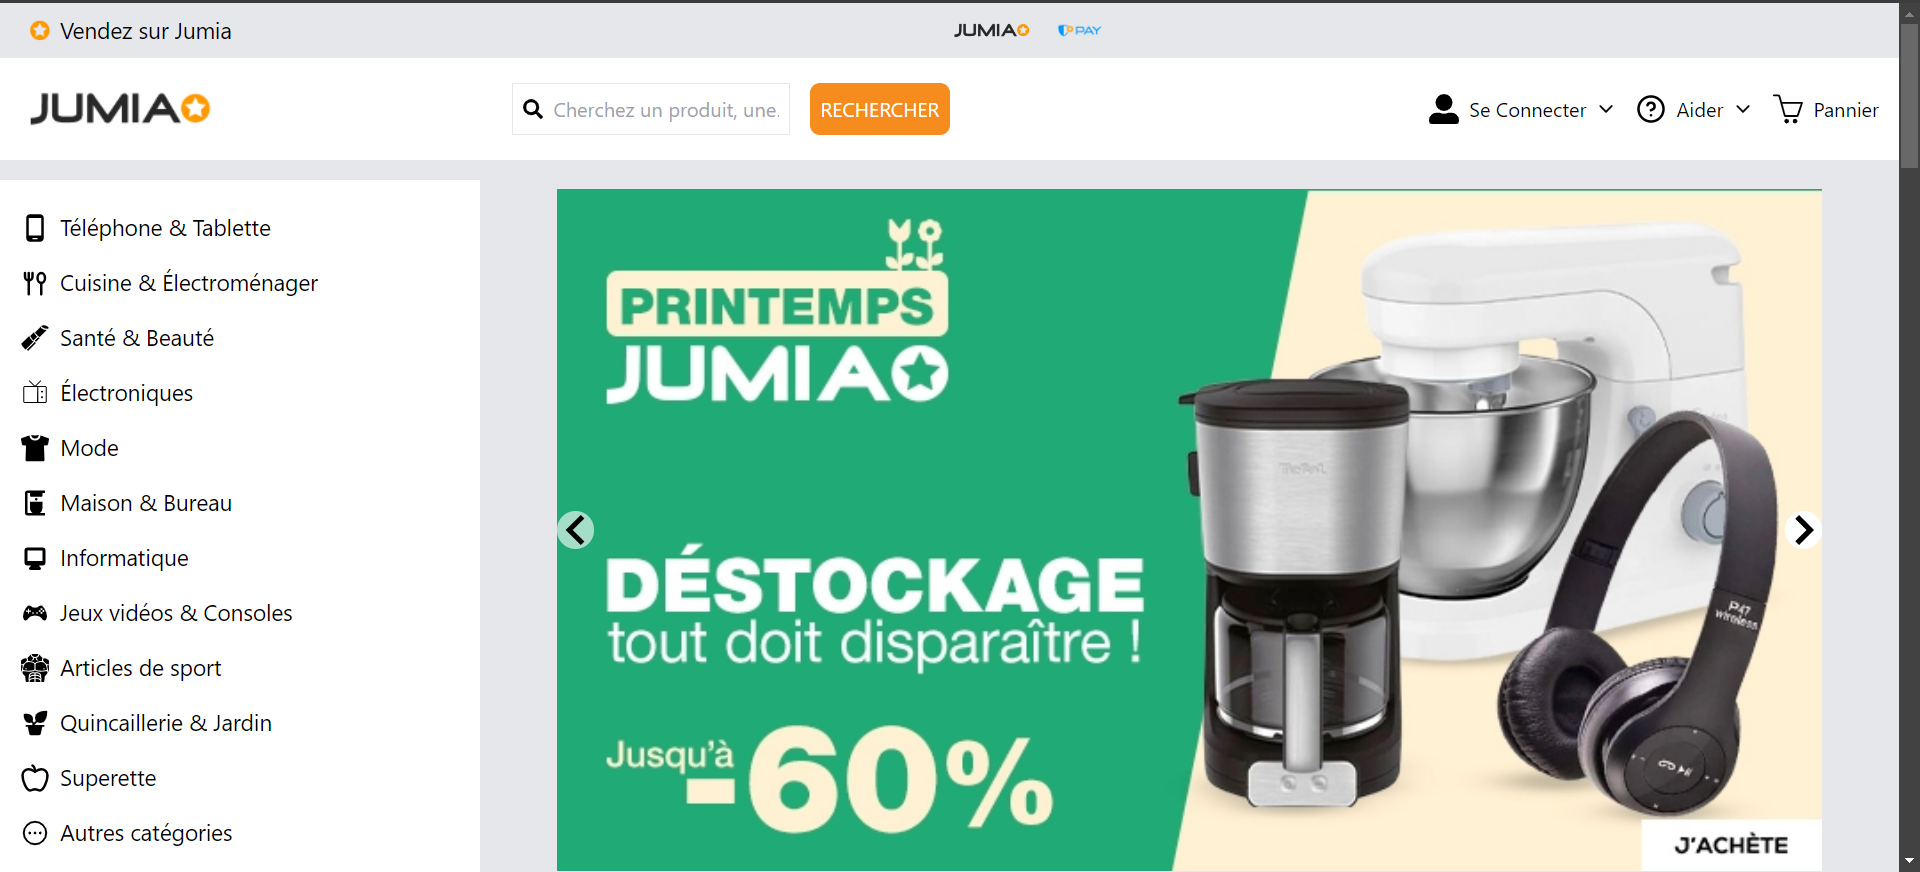 Vendez sur Jumia
JUMIA
PAY
JUMIA
Cherchez un produit, une.
RECHERCHER
Se Connecter
Aider
Pannier
Téléphone & Tablette
Cuisine & Électroménager
Santé & Beauté
Électroniques
Mode
Maison & Bureau
Informatique
Jeux vidéos & Consoles
Articles de sport
Quincaillerie & Jardin
Superette
Autres catégories
PRINTEMPS
JUMIA
DÉSTOCKAGE
tout doit disparaître !
Jusqu'à
-60%
P47
wireless
J'ACHÈTE